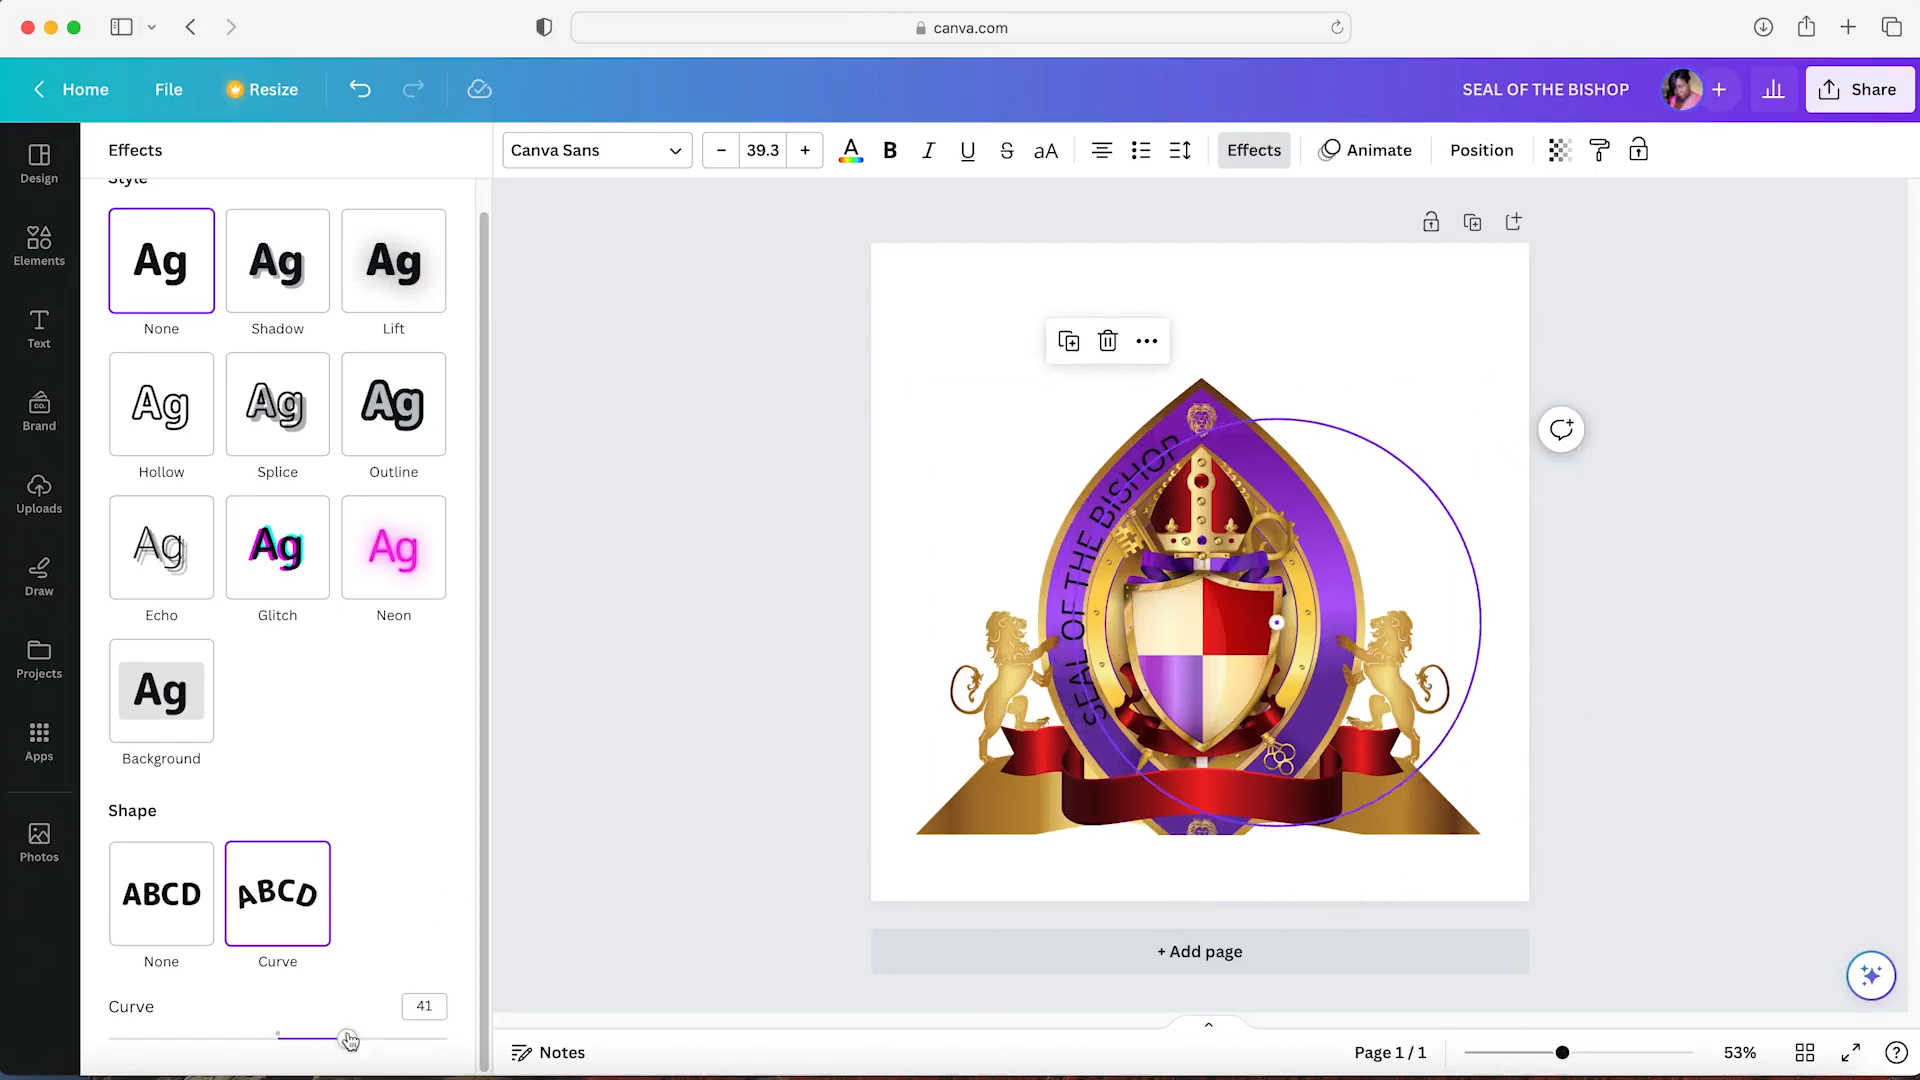 canva.com
Home
File
Resize
SEAL OF THE BISHOP
Share
Design
Elements
Text
Brand
CO.
Uploads
Draw
Projects
Apps
Photos
Effects
Style
Ag
Ag
Ag
None
Shadow
Lift
Ag
Ag
Ag
Hollow
Splice
Outline
Ag
Ag
Ag
Echo
Glitch
Neon
Ag
Background
Shape
ABCD
ABCD
None
Curve
Curve
41
Canva Sans
– 39.3 +
A B I U S aA
Effects
Animate
Position
SEAL OF THE BISHOP
+ Add page
Notes
Page 1 / 1
53%
?